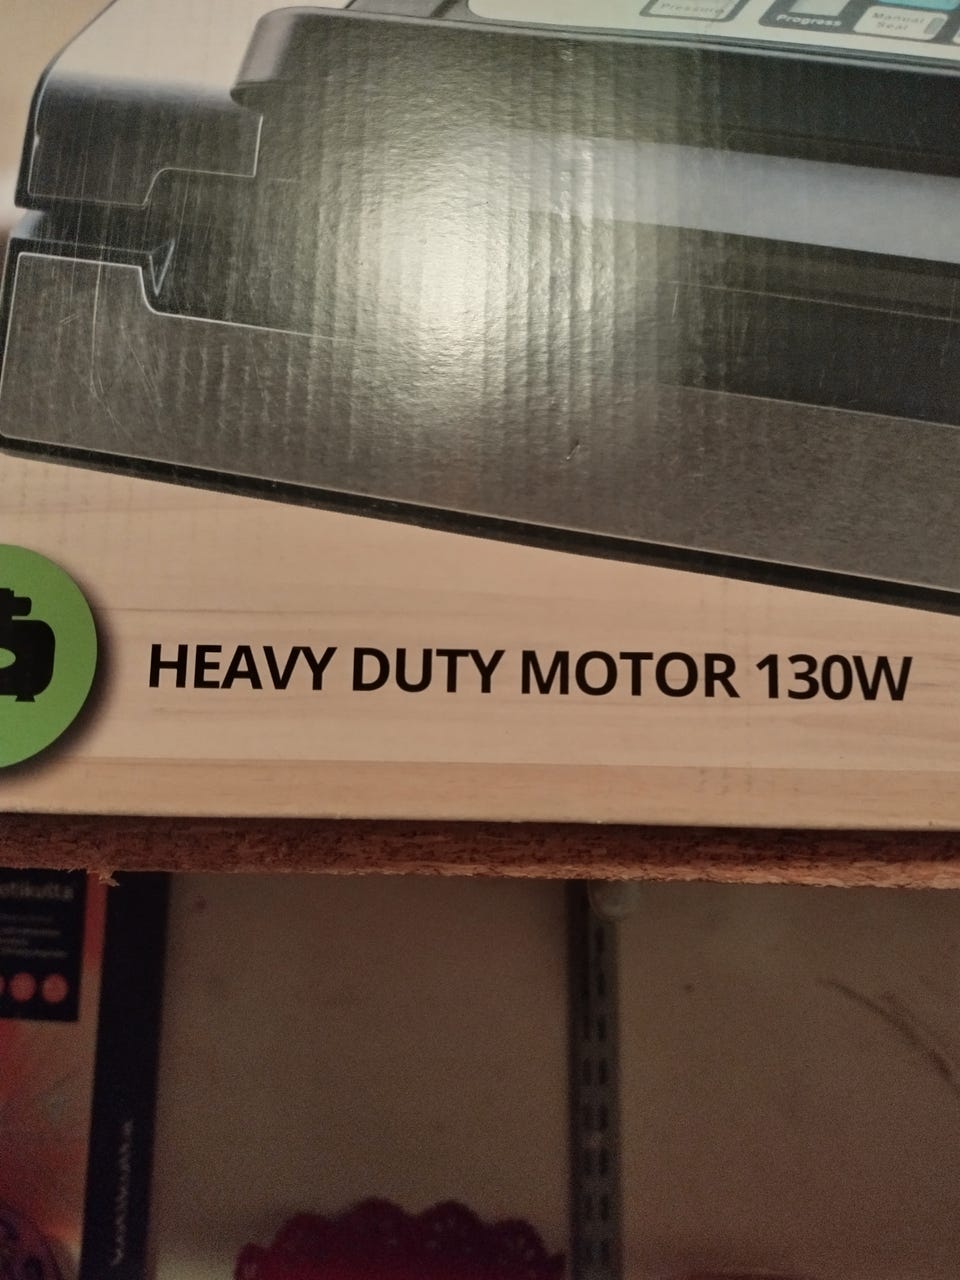 Pressure
Progress
Manual
Seal
HEAVY DUTY MOTOR 130W